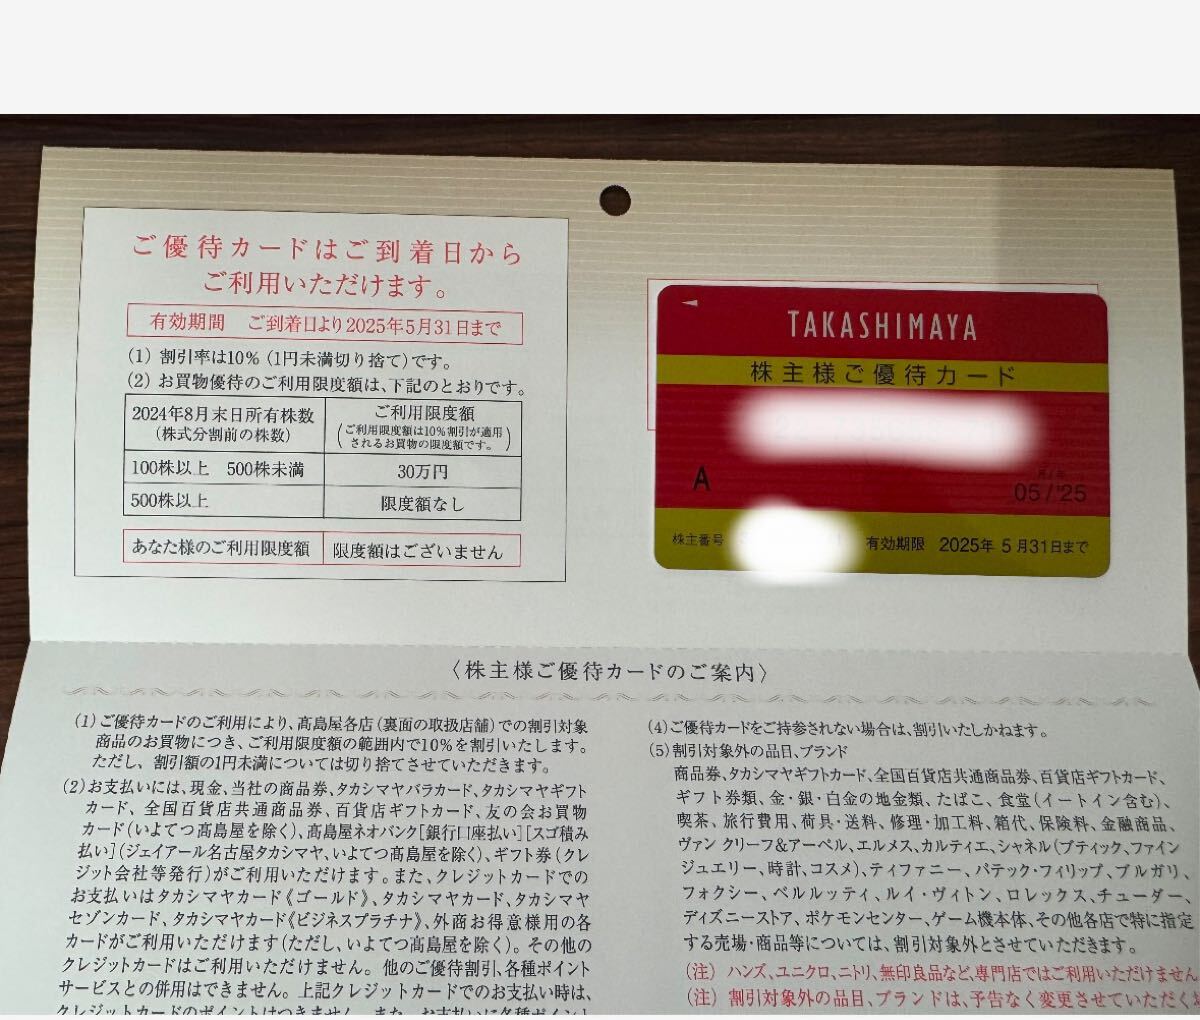 ご優待カードはご到着日から
ご利用いただけます。
有効期間　ご到着日より2025年5月31日まで
(1) 割引率は10% (1円未満切り捨て)です。
(2) お買物優待のご利用限度額は、下記のとおりです。
2024年8月末日所有株数
(株式分割前の株数)
ご利用限度額
(ご利用限度額は10%割引が適用
されるお買物の限度額です。)
100株以上　500株未満
30万円
500株以上
限度額なし
あなた様のご利用限度額
限度額はございません
TAKASHIMAYA
株主様ご優待カード
A
月/年
05/'25
株主番号
有効期限　2025年 5月31日まで
〈株主様ご優待カードのご案内〉
(1)ご優待カードのご利用により、髙島屋各店(裏面の取扱店舗)での割引対象
商品のお買物につき、ご利用限度額の範囲内で10%を割引いたします。
ただし、割引額の1円未満については切り捨てさせていただきます。
(2)お支払いには、現金、当社の商品券、タカシマヤバラカード、タカシマヤギフト
カード、全国百貨店共通商品券、百貨店ギフトカード、友の会お買物
カード(いよてつ髙島屋を除く)、髙島屋ネオバンク[銀行口座払い][スゴ積み
払い](ジェイアール名古屋タカシマヤ、いよてつ髙島屋を除く)、ギフト券(クレ
ジット会社等発行)がご利用いただけます。また、クレジットカードでの
お支払いはタカシマヤカード《ゴールド》、タカシマヤカード、タカシマヤ
セゾンカード、タカシマヤカード《ビジネスプラチナ》、外商お得意様用の各
カードがご利用いただけます(ただし、いよてつ髙島屋を除く)。その他の
クレジットカードはご利用いただけません。他のご優待割引、各種ポイント
サービスとの併用はできません。上記クレジットカードでのお支払い時は、
クレジットカードのポイントはつきません。また、お支払いに各種ポイント
(4)ご優待カードをご持参されない場合は、割引いたしかねます。
(5)割引対象外の品目、ブランド
商品券、タカシマヤギフトカード、全国百貨店共通商品券、百貨店ギフトカード、
ギフト券類、金・銀・白金の地金類、たばこ、食堂(イートイン含む)、
喫茶、旅行費用、荷具・送料、修理・加工料、箱代、保険料、金融商品、
ヴァン クリーフ&アーペル、エルメス、カルティエ、シャネル(ブティック、ファイン
ジュエリー、時計、コスメ)、ティファニー、パテック・フィリップ、ブルガリ、
フォクシー、ベルルッティ、ルイ・ヴィトン、ロレックス、チューダー、
ディズニーストア、ポケモンセンター、ゲーム機本体、その他各店で特に指定
する売場・商品等については、割引対象外とさせていただきます。
(注) ハンズ、ユニクロ、ニトリ、無印良品など、専門店ではご利用いただけません
(注) 割引対象外の品目、ブランドは、予告なく変更させていただく